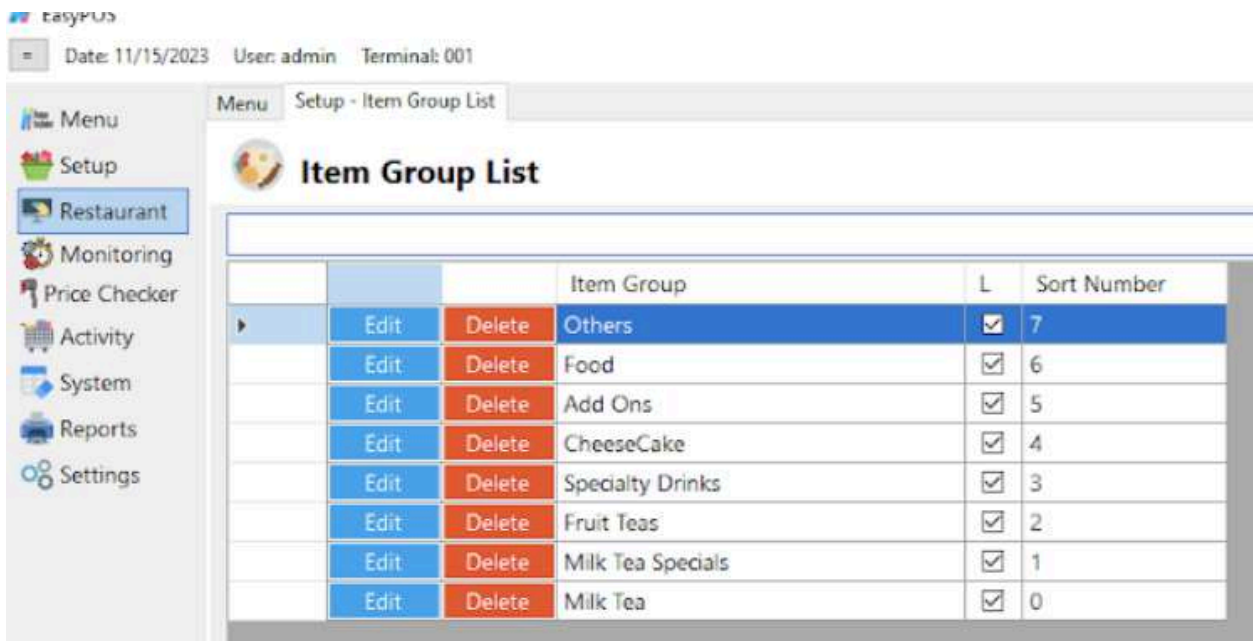 EasyPOS
= Date: 11/15/2023 User: admin Terminal: 001
Menu Setup - Item Group List
Menu
Setup
Restaurant
Monitoring
Price Checker
Activity
System
Reports
Settings
Item Group List
Item Group L Sort Number
Edit Delete Others 7
Edit Delete Food 6
Edit Delete Add Ons 5
Edit Delete CheeseCake 4
Edit Delete Specialty Drinks 3
Edit Delete Fruit Teas 2
Edit Delete Milk Tea Specials 1
Edit Delete Milk Tea 0